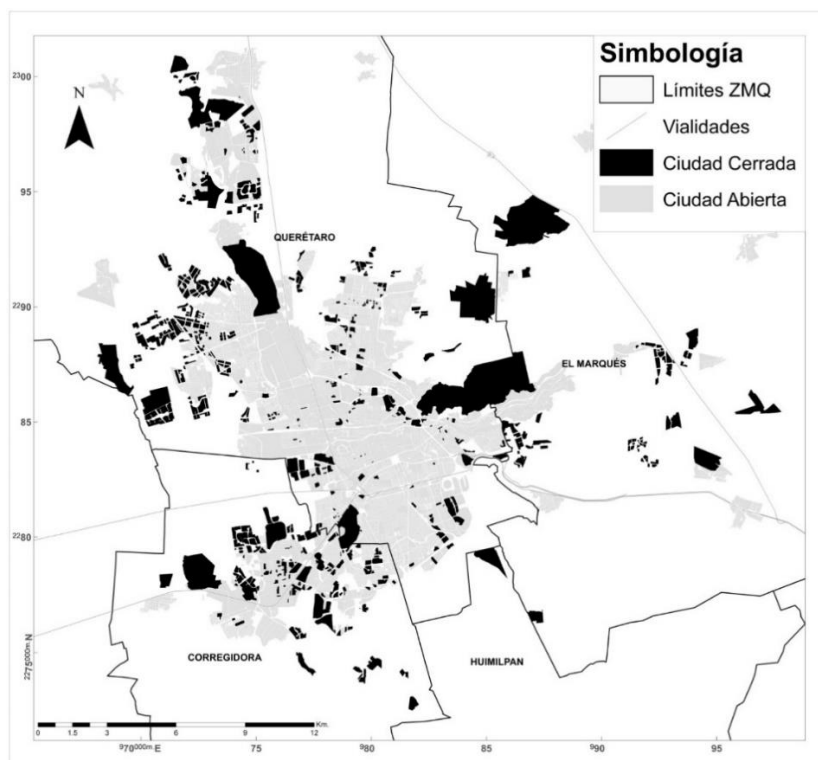 Simbología
Límites ZMQ
Vialidades
Ciudad Cerrada
Ciudad Abierta
N
2300
95
2290
85
2280
2275000m N
QUERÉTARO
EL MARQUÉS
CORREGIDORA
HUIMILPAN
0 1.5 3 6 9 12 Km.
970000m E 75 980 85 990 95